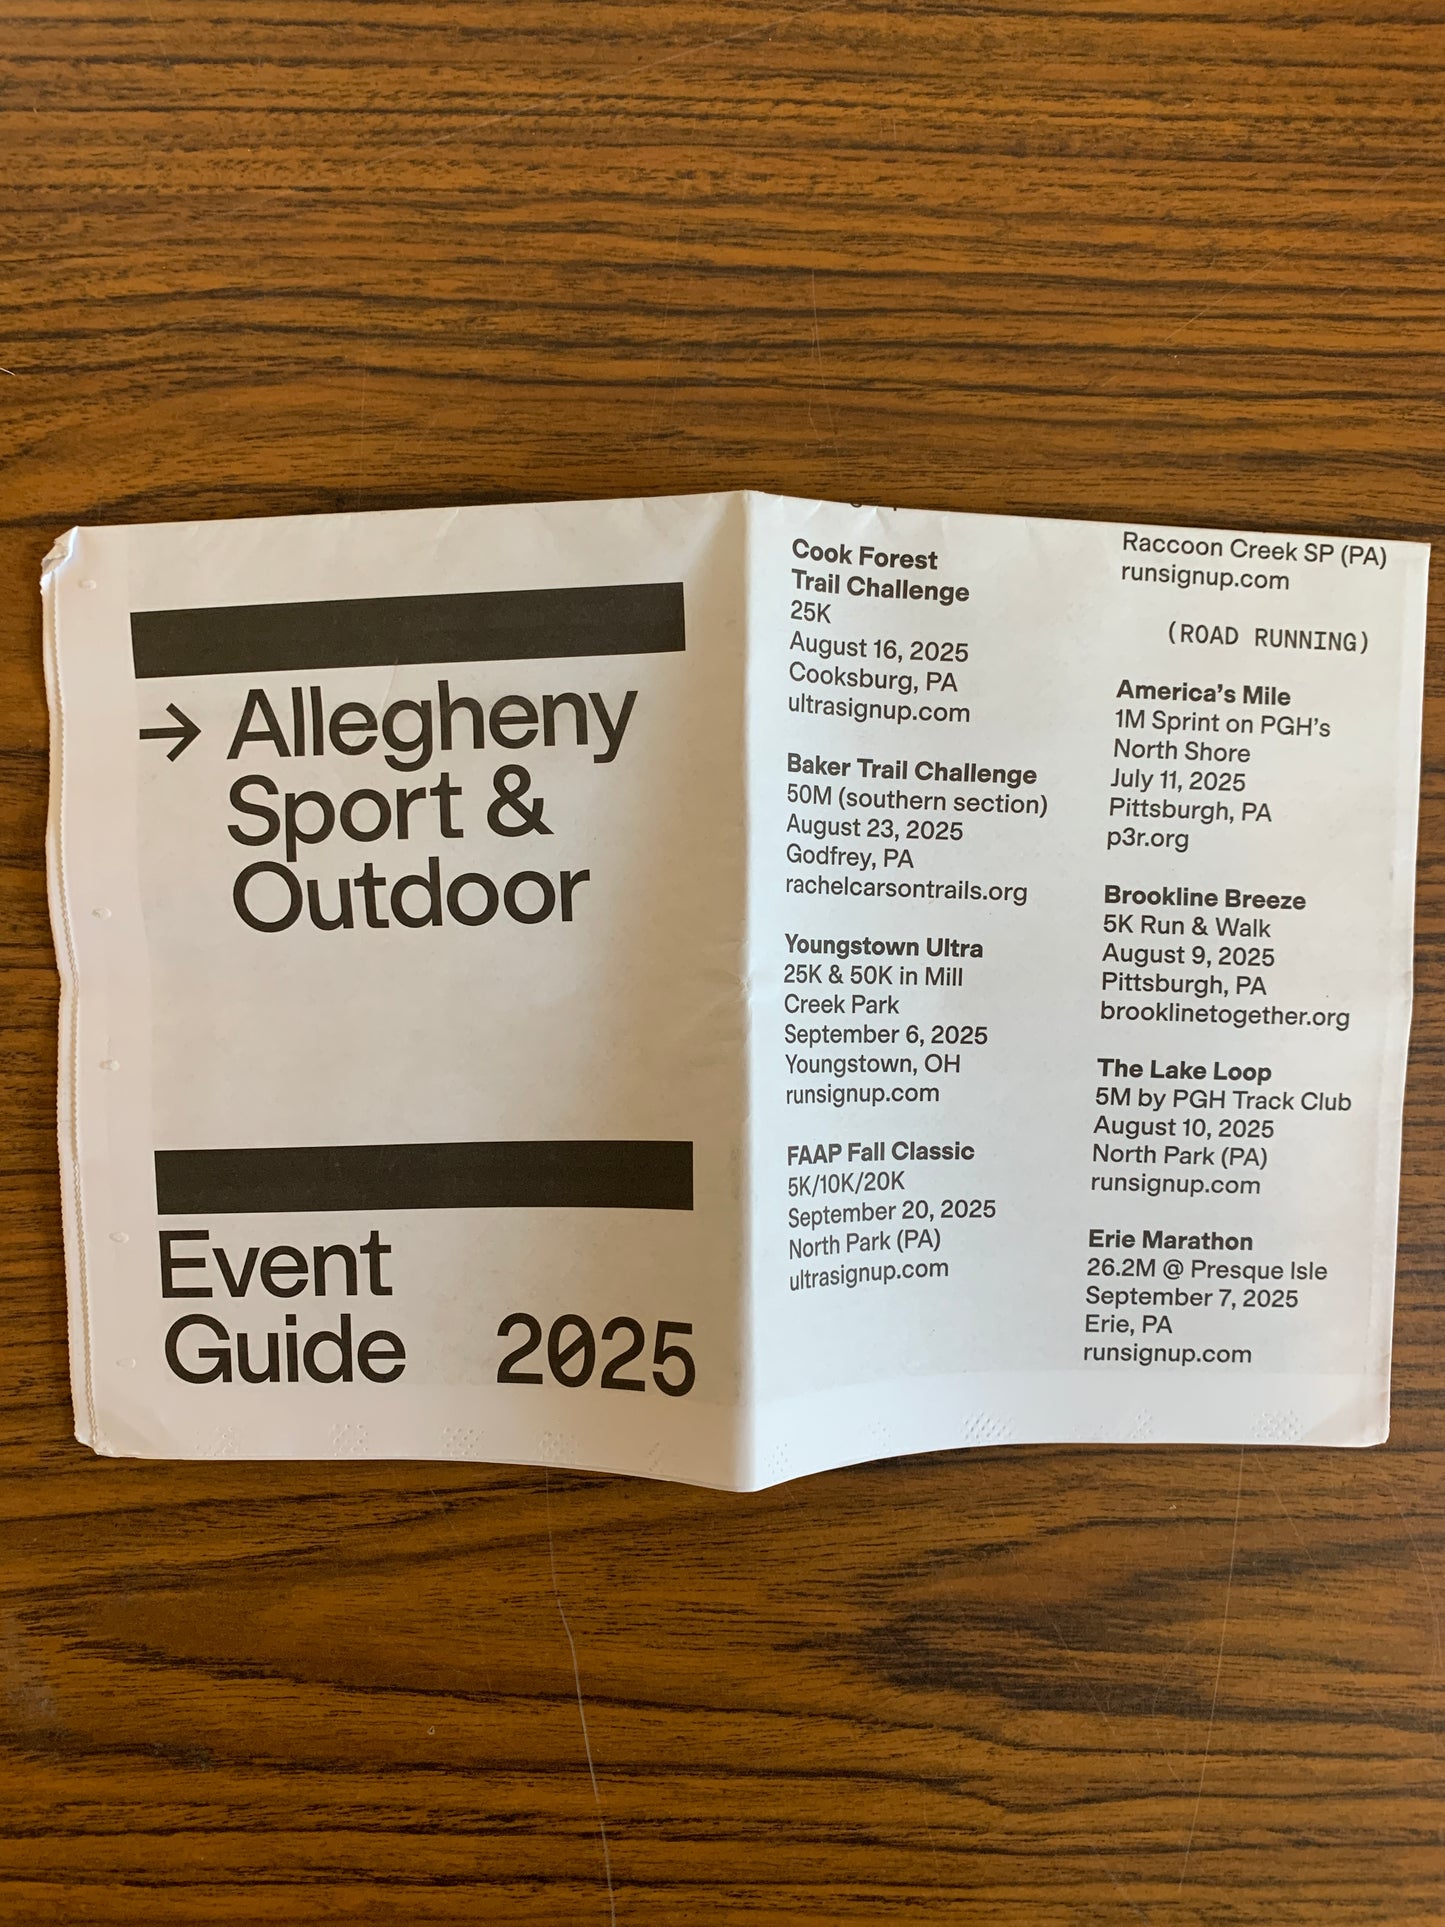 → Allegheny
Sport &
Outdoor
Event
Guide 2025
Cook Forest
Trail Challenge
25K
August 16, 2025
Cooksburg, PA
ultrasignup.com
Baker Trail Challenge
50M (southern section)
August 23, 2025
Godfrey, PA
rachelcarsontrails.org
Youngstown Ultra
25K & 50K in Mill
Creek Park
September 6, 2025
Youngstown, OH
runsignup.com
FAAP Fall Classic
5K/10K/20K
September 20, 2025
North Park (PA)
ultrasignup.com
Raccoon Creek SP (PA)
runsignup.com
(ROAD RUNNING)
America's Mile
1M Sprint on PGH's
North Shore
July 11, 2025
Pittsburgh, PA
p3r.org
Brookline Breeze
5K Run & Walk
August 9, 2025
Pittsburgh, PA
brooklinetogether.org
The Lake Loop
5M by PGH Track Club
August 10, 2025
North Park (PA)
runsignup.com
Erie Marathon
26.2M @ Presque Isle
September 7, 2025
Erie, PA
runsignup.com